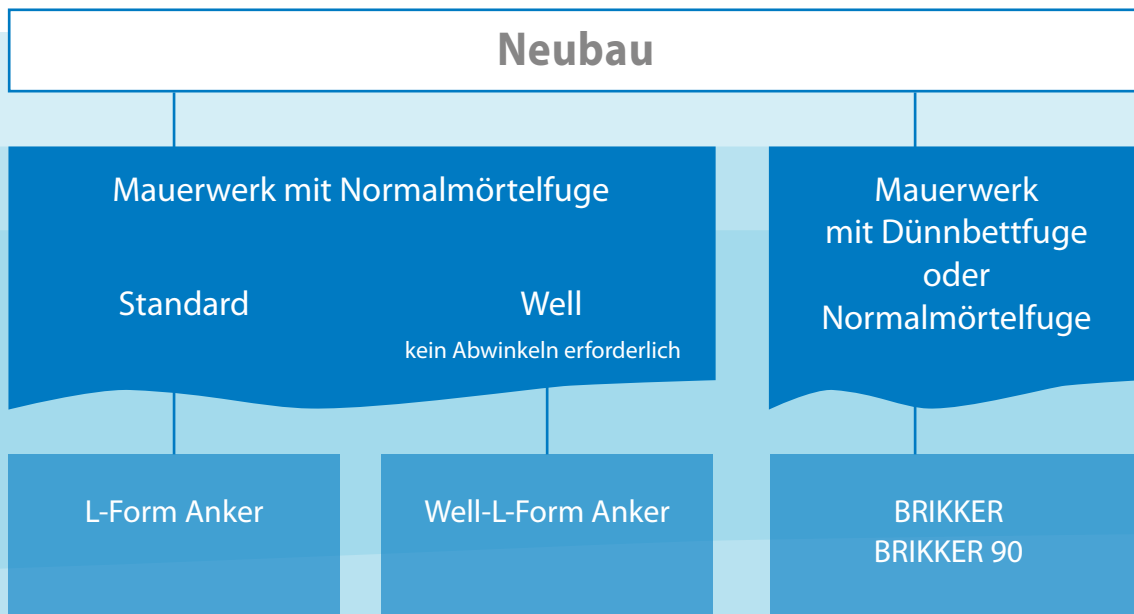 Neubau
Mauerwerk mit Normalmörtelfuge
Standard
Well
kein Abwinkeln erforderlich
Mauerwerk
mit Dünnbettfuge
oder
Normalmörtelfuge
L-Form Anker
Well-L-Form Anker
BRIKKER
BRIKKER 90